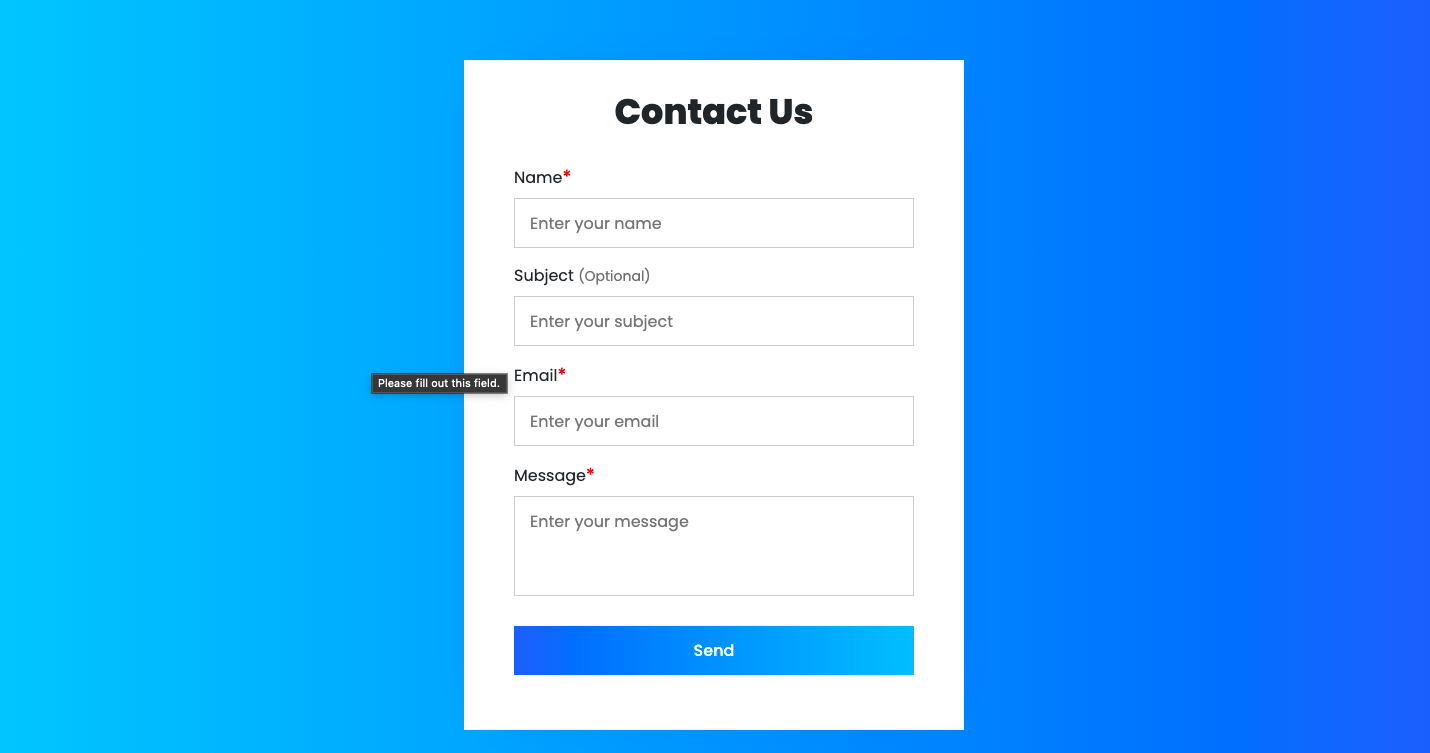 Contact Us
Name*
Enter your name
Subject (Optional)
Enter your subject
Please fill out this field.
Email*
Enter your email
Message*
Enter your message
Send